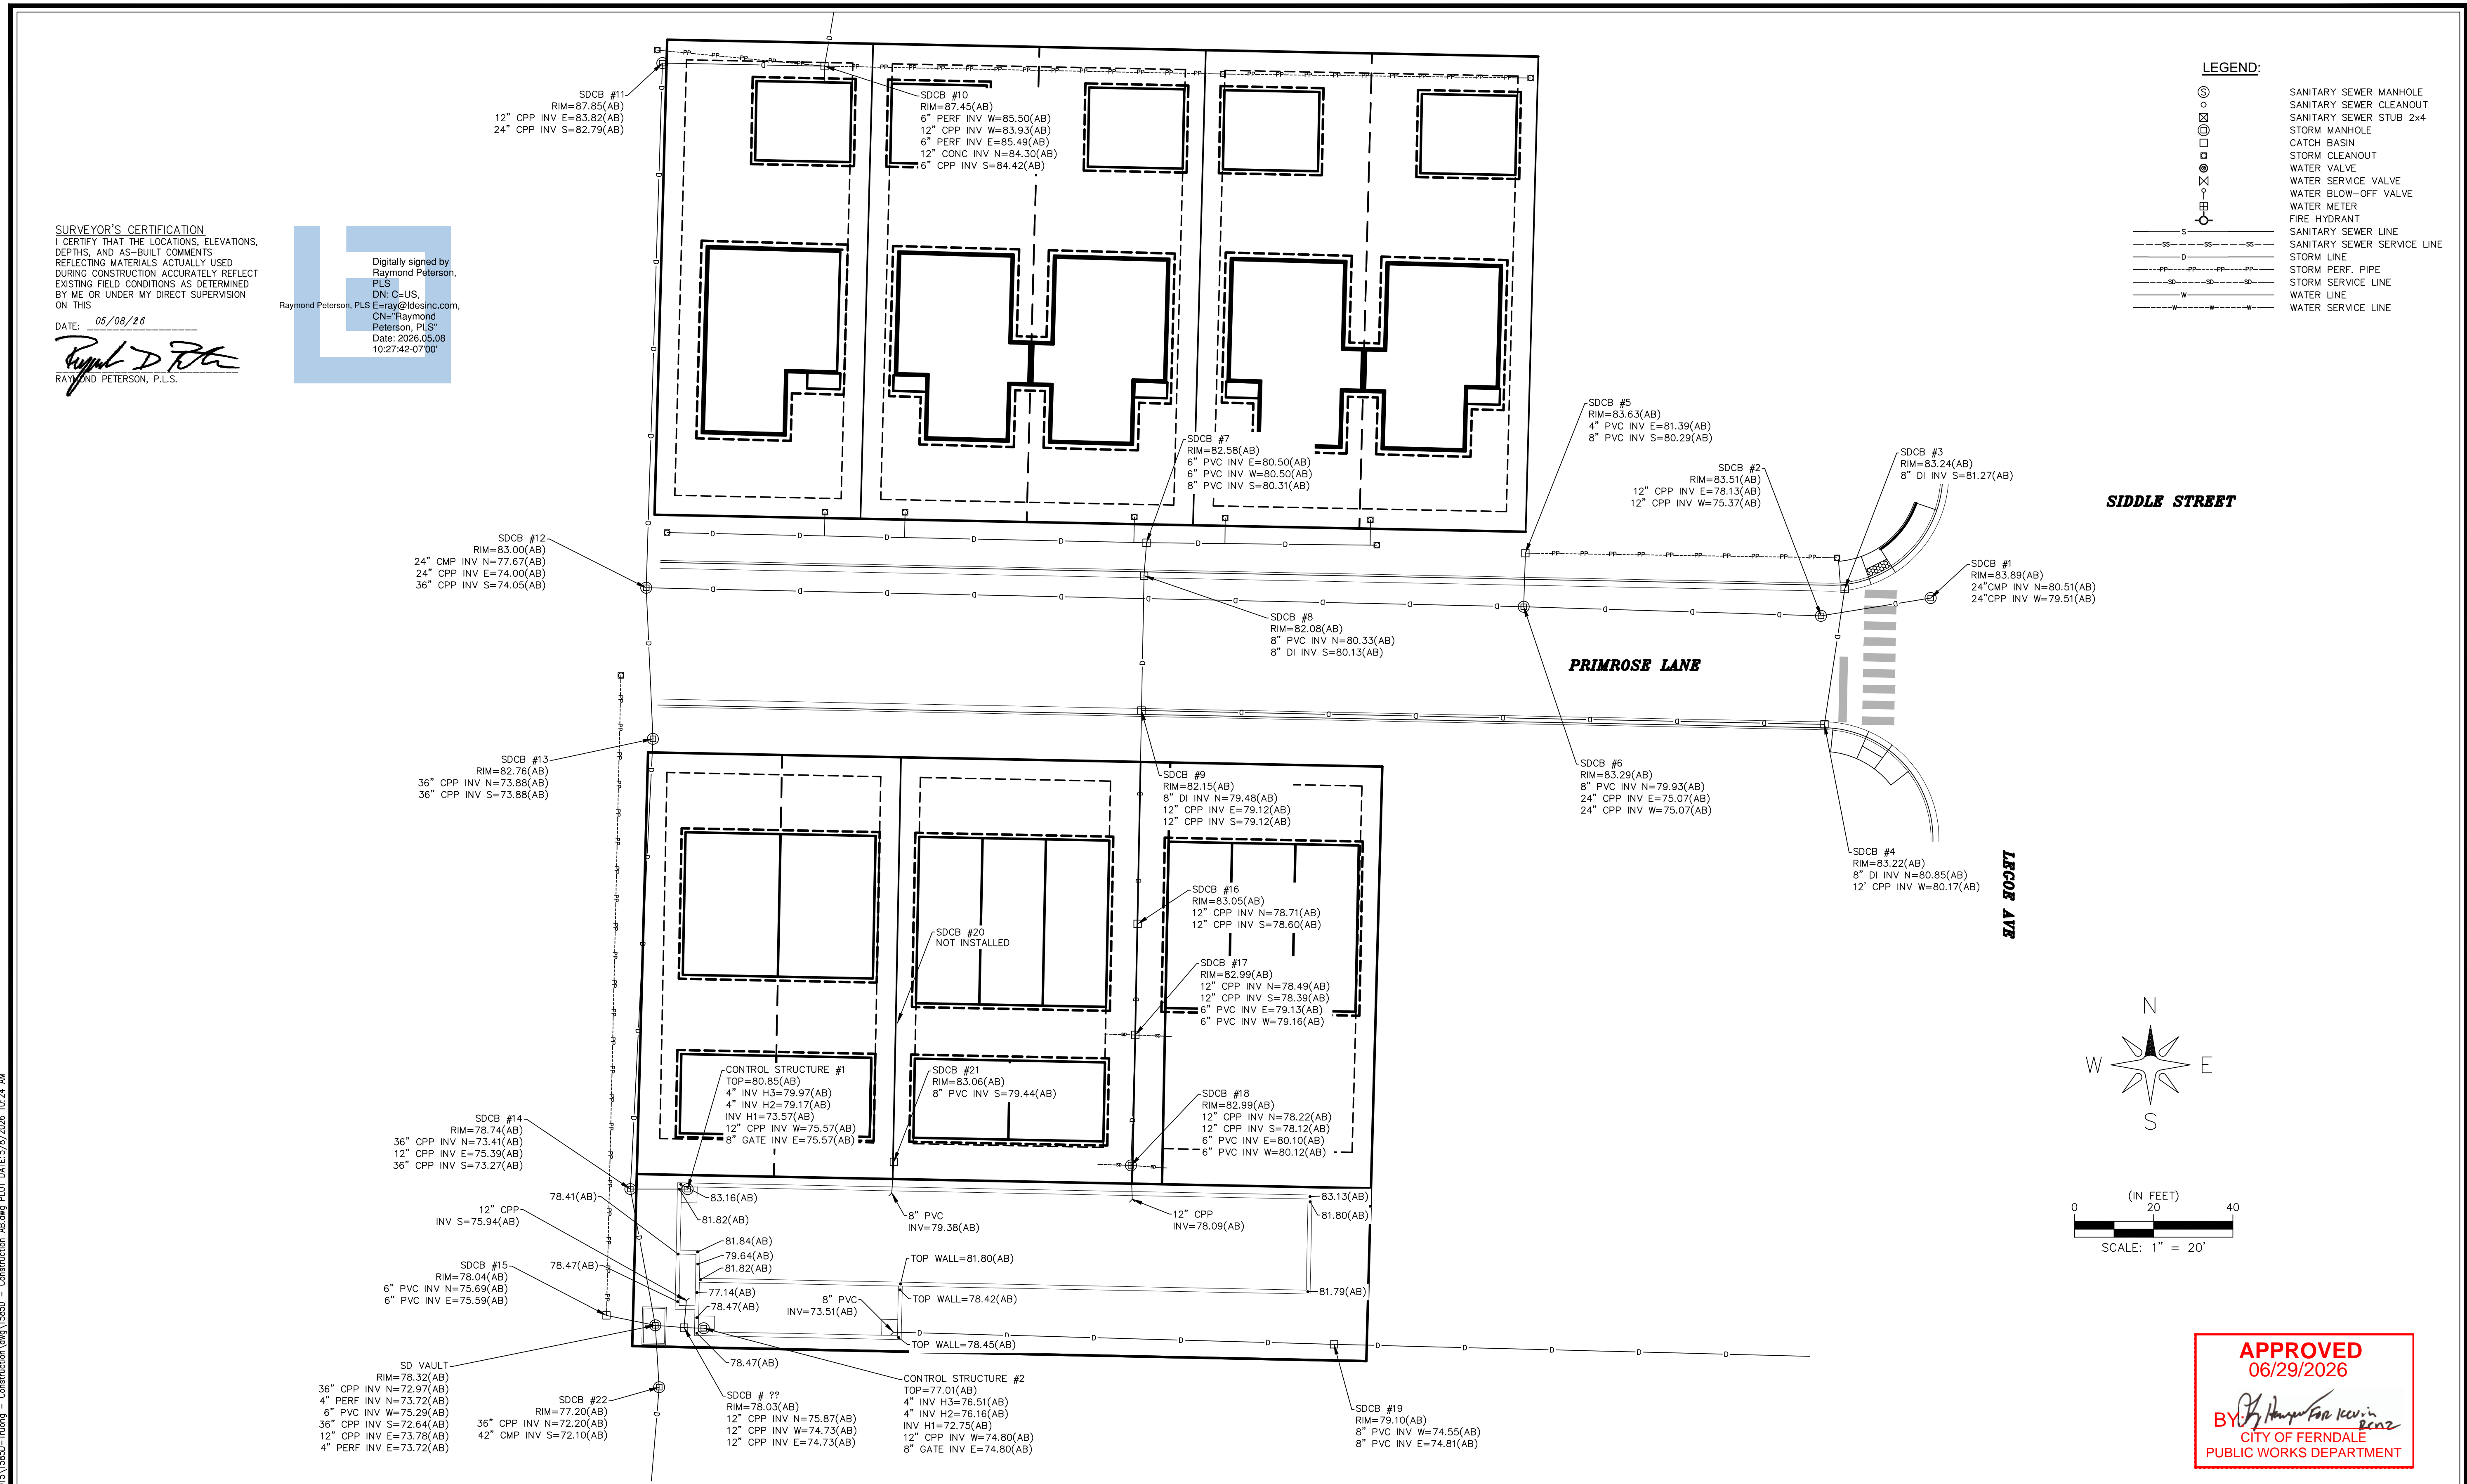 LEGEND:
SANITARY SEWER MANHOLE
SANITARY SEWER CLEANOUT
SANITARY SEWER STUB 2x4
STORM MANHOLE
CATCH BASIN
STORM CLEANOUT
WATER VALVE
WATER SERVICE VALVE
WATER BLOW-OFF VALVE
WATER METER
FIRE HYDRANT
S SANITARY SEWER LINE
SS SS SS SANITARY SEWER SERVICE LINE
D STORM LINE
PP PP PP PP STORM PERF. PIPE
SD SD SD STORM SERVICE LINE
W WATER LINE
W W W WATER SERVICE LINE
SDCB #11
RIM=87.85(AB)
12" CPP INV E=83.82(AB)
24" CPP INV S=82.79(AB)
SDCB #10
RIM=87.45(AB)
6" PERF INV W=85.50(AB)
12" CPP INV W=83.93(AB)
6" PERF INV E=85.49(AB)
12" CONC INV N=84.30(AB)
6" CPP INV S=84.42(AB)
SURVEYOR'S CERTIFICATION
I CERTIFY THAT THE LOCATIONS, ELEVATIONS,
DEPTHS, AND AS-BUILT COMMENTS
REFLECTING MATERIALS ACTUALLY USED
DURING CONSTRUCTION ACCURATELY REFLECT
EXISTING FIELD CONDITIONS AS DETERMINED
BY ME OR UNDER MY DIRECT SUPERVISION
ON THIS
DATE: 05/08/26
RAYMOND PETERSON, P.L.S.
Raymond Peterson, PLS
Digitally signed by
Raymond Peterson,
PLS
DN: C=US,
E=ray@ldesinc.com,
CN="Raymond
Peterson, PLS"
Date: 2026.05.08
10:27:42-07'00'
SDCB #7
RIM=82.58(AB)
6" PVC INV E=80.50(AB)
6" PVC INV W=80.50(AB)
8" PVC INV S=80.31(AB)
SDCB #5
RIM=83.63(AB)
4" PVC INV E=81.39(AB)
8" PVC INV S=80.29(AB)
SDCB #2
RIM=83.51(AB)
12" CPP INV E=78.13(AB)
12" CPP INV W=75.37(AB)
SDCB #3
RIM=83.24(AB)
8" DI INV S=81.27(AB)
SIDDLE STREET
SDCB #12
RIM=83.00(AB)
24" CMP INV N=77.67(AB)
24" CPP INV E=74.00(AB)
36" CPP INV S=74.05(AB)
SDCB #1
RIM=83.89(AB)
24"CMP INV N=80.51(AB)
24"CPP INV W=79.51(AB)
SDCB #8
RIM=82.08(AB)
8" PVC INV N=80.33(AB)
8" DI INV S=80.13(AB)
PRIMROSE LANE
SDCB #13
RIM=82.76(AB)
36" CPP INV N=73.88(AB)
36" CPP INV S=73.88(AB)
SDCB #9
RIM=82.15(AB)
8" DI INV N=79.48(AB)
12" CPP INV E=79.12(AB)
12" CPP INV S=79.12(AB)
SDCB #6
RIM=83.29(AB)
8" PVC INV N=79.93(AB)
24" CPP INV E=75.07(AB)
24" CPP INV W=75.07(AB)
SDCB #4
RIM=83.22(AB)
8" DI INV N=80.85(AB)
12' CPP INV W=80.17(AB)
LEGOE AVE
SDCB #16
RIM=83.05(AB)
12" CPP INV N=78.71(AB)
12" CPP INV S=78.60(AB)
SDCB #20
NOT INSTALLED
SDCB #17
RIM=82.99(AB)
12" CPP INV N=78.49(AB)
12" CPP INV S=78.39(AB)
6" PVC INV E=79.13(AB)
6" PVC INV W=79.16(AB)
CONTROL STRUCTURE #1
TOP=80.85(AB)
4" INV H3=79.97(AB)
4" INV H2=79.17(AB)
INV H1=73.57(AB)
12" CPP INV W=75.57(AB)
8" GATE INV E=75.57(AB)
SDCB #21
RIM=83.06(AB)
8" PVC INV S=79.44(AB)
SDCB #18
RIM=82.99(AB)
12" CPP INV N=78.22(AB)
12" CPP INV S=78.12(AB)
6" PVC INV E=80.10(AB)
6" PVC INV W=80.12(AB)
SDCB #14
RIM=78.74(AB)
36" CPP INV N=73.41(AB)
12" CPP INV E=75.39(AB)
36" CPP INV S=73.27(AB)
78.41(AB)
83.16(AB)
81.82(AB)
12" CPP
INV S=75.94(AB)
8" PVC
INV=79.38(AB)
12" CPP
INV=78.09(AB)
83.13(AB)
81.80(AB)
81.84(AB)
79.64(AB)
81.82(AB)
TOP WALL=81.80(AB)
78.47(AB)
SDCB #15
RIM=78.04(AB)
6" PVC INV N=75.69(AB)
6" PVC INV E=75.59(AB)
77.14(AB)
78.47(AB)
8" PVC
INV=73.51(AB)
TOP WALL=78.42(AB)
81.79(AB)
TOP WALL=78.45(AB)
78.47(AB)
SD VAULT
RIM=78.32(AB)
36" CPP INV N=72.97(AB)
4" PERF INV N=73.72(AB)
6" PVC INV W=75.29(AB)
36" CPP INV S=72.64(AB)
12" CPP INV E=73.78(AB)
4" PERF INV E=73.72(AB)
SDCB #22
RIM=77.20(AB)
36" CPP INV N=72.20(AB)
42" CMP INV S=72.10(AB)
SDCB # ??
RIM=78.03(AB)
12" CPP INV N=75.87(AB)
12" CPP INV W=74.73(AB)
12" CPP INV E=74.73(AB)
CONTROL STRUCTURE #2
TOP=77.01(AB)
4" INV H3=76.51(AB)
4" INV H2=76.16(AB)
INV H1=72.75(AB)
12" CPP INV W=74.80(AB)
8" GATE INV E=74.80(AB)
SDCB #19
RIM=79.10(AB)
8" PVC INV W=74.55(AB)
8" PVC INV E=74.81(AB)
N
W E
S
(IN FEET)
0 20 40
SCALE: 1" = 20'
APPROVED
06/29/2026
BY: For Kevin
Renz
CITY OF FERNDALE
PUBLIC WORKS DEPARTMENT